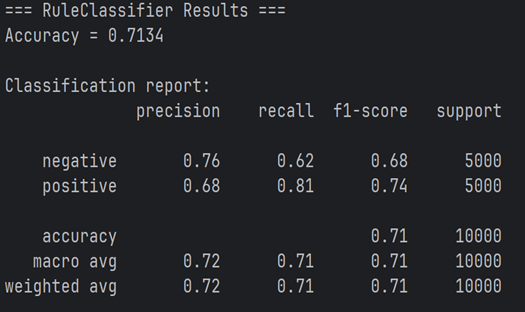 === RuleClassifier Results ===
Accuracy = 0.7134
Classification report:
precision recall f1-score support
negative 0.76 0.62 0.68 5000
positive 0.68 0.81 0.74 5000
accuracy 0.71 10000
macro avg 0.72 0.71 0.71 10000
weighted avg 0.72 0.71 0.71 10000